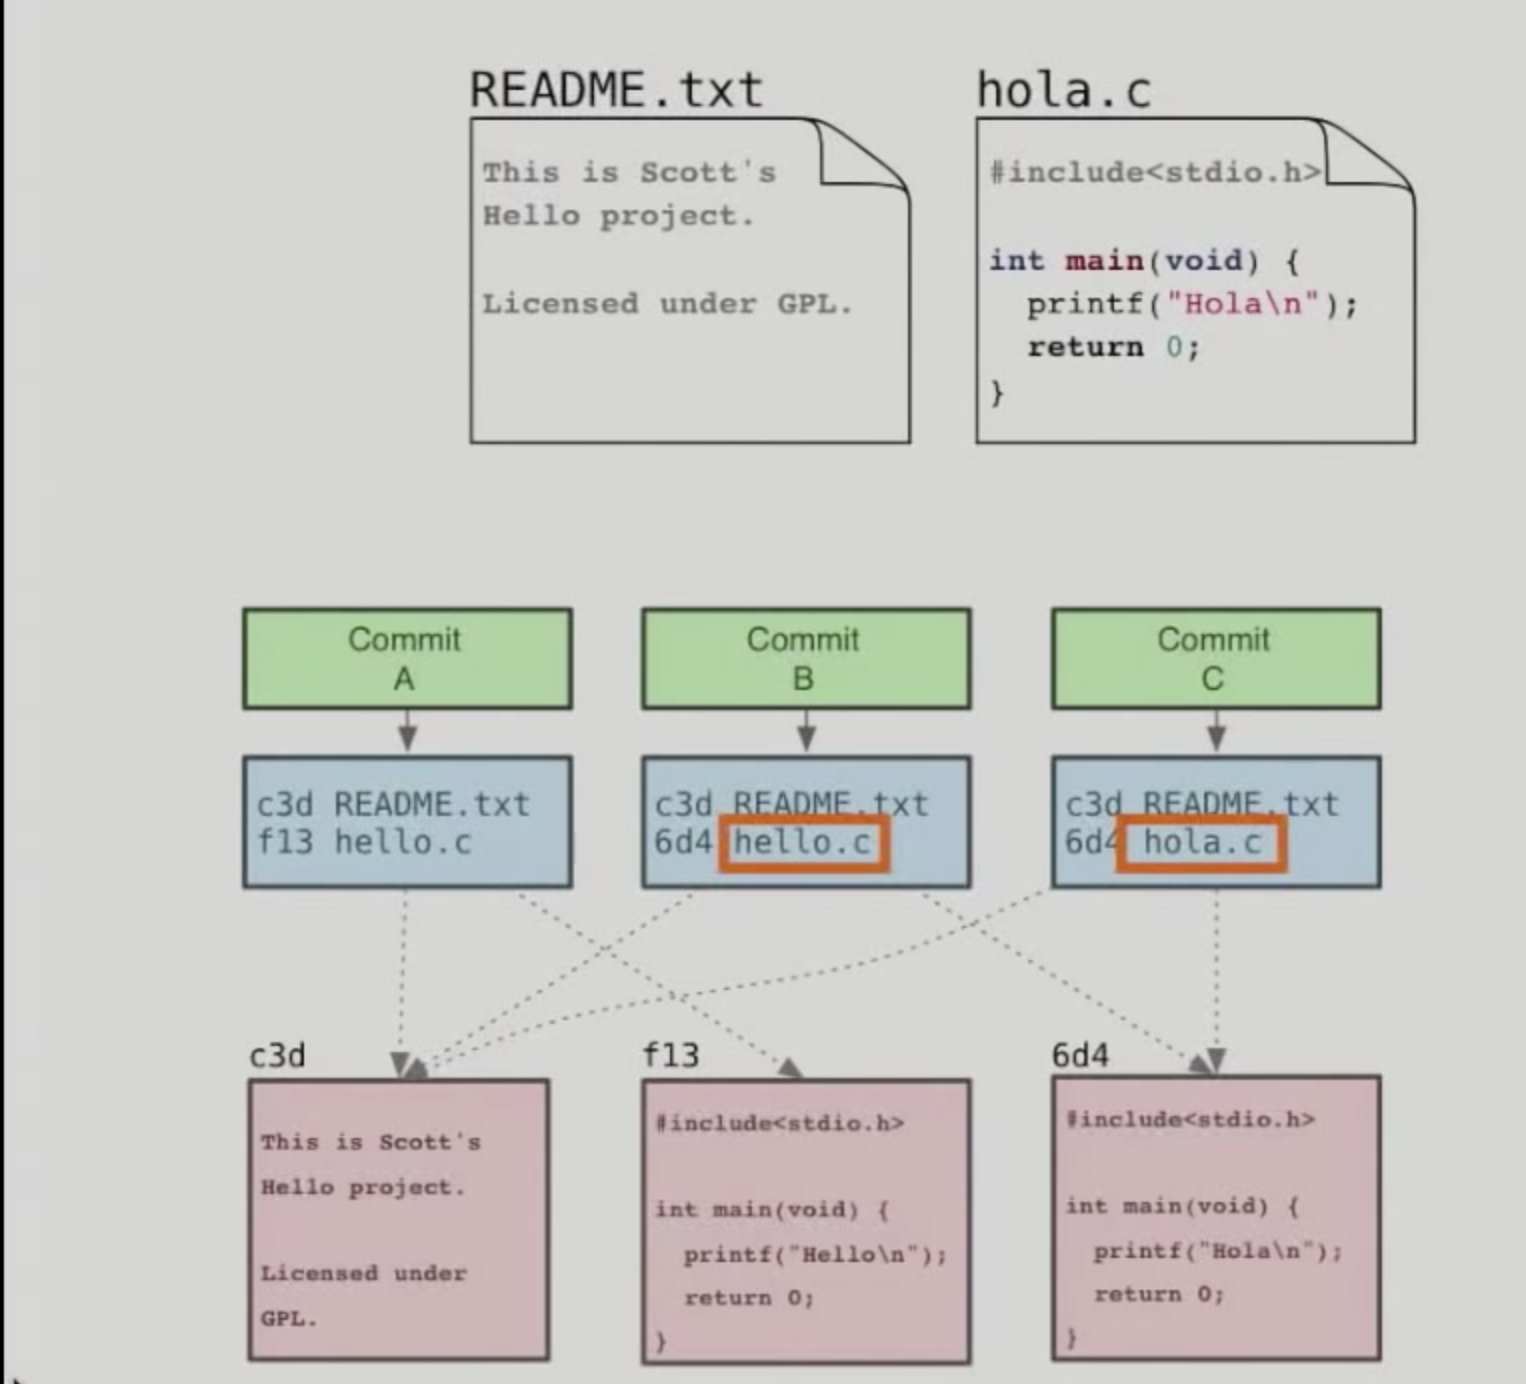 README.txt
This is Scott's
Hello project.
Licensed under GPL.
hola.c
#include<stdio.h>
int main(void) {
printf("Hola\n");
return 0;
}
Commit
A
Commit
B
Commit
C
c3d README.txt
f13 hello.c
c3d README.txt
6d4 hello.c
c3d README.txt
6d4 hola.c
c3d
This is Scott's
Hello project.
Licensed under
GPL.
f13
#include<stdio.h>
int main(void) {
printf("Hello\n");
return 0;
}
6d4
#include<stdio.h>
int main(void) {
printf("Hola\n");
return 0;
}